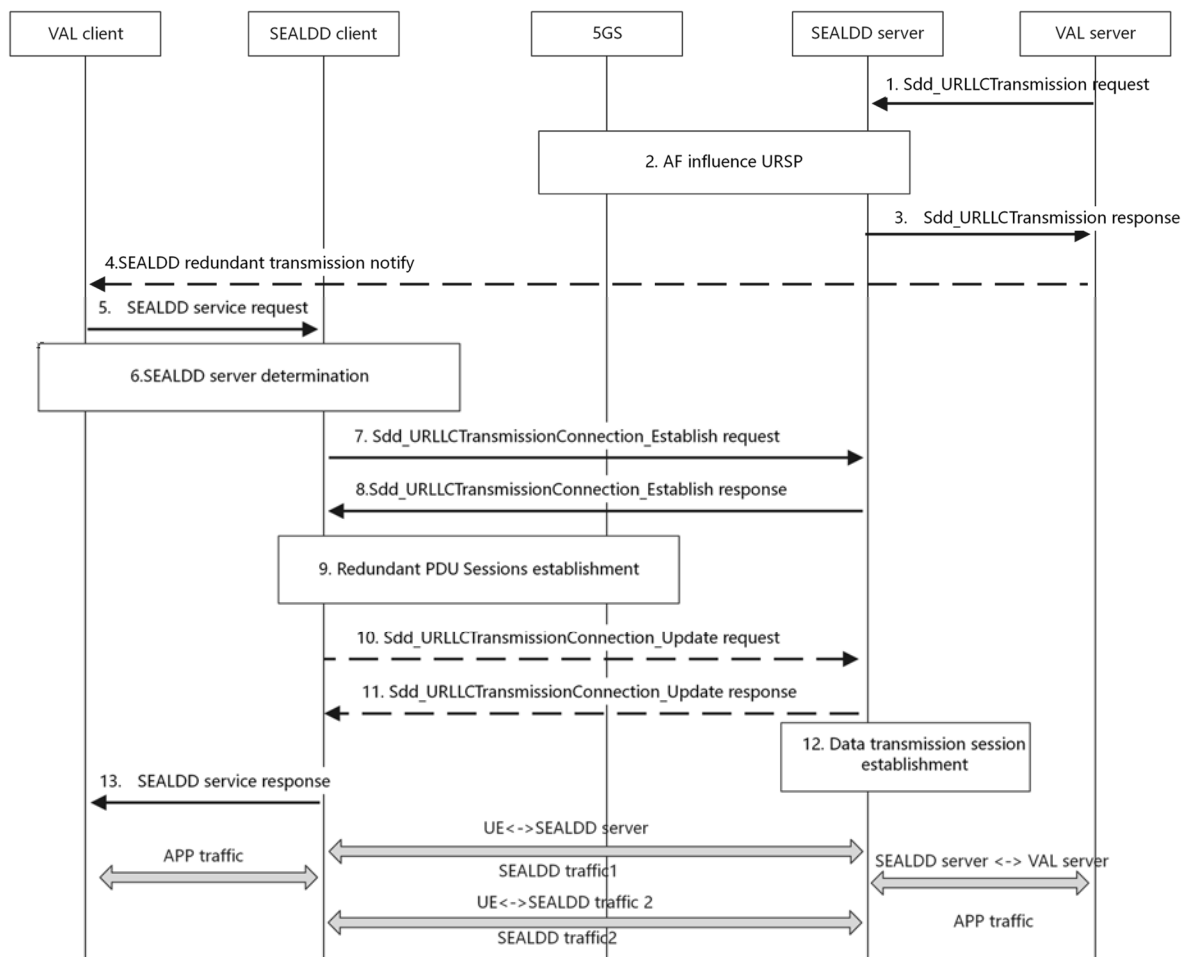 VAL client
SEALDD client
5GS
SEALDD server
VAL server
1. Sdd_URLLCTransmission request
2. AF influence URSP
3. Sdd_URLLCTransmission response
4.SEALDD redundant transmission notify
5. SEALDD service request
6.SEALDD server determination
7. Sdd_URLLCTransmissionConnection_Establish request
8.Sdd_URLLCTransmissionConnection_Establish response
9. Redundant PDU Sessions establishment
10. Sdd_URLLCTransmissionConnection_Update request
11. Sdd_URLLCTransmissionConnection_Update response
12. Data transmission session
establishment
13. SEALDD service response
UE<->SEALDD server
APP traffic
SEALDD traffic1
SEALDD server <-> VAL server
UE<->SEALDD traffic 2
APP traffic
SEALDD traffic2